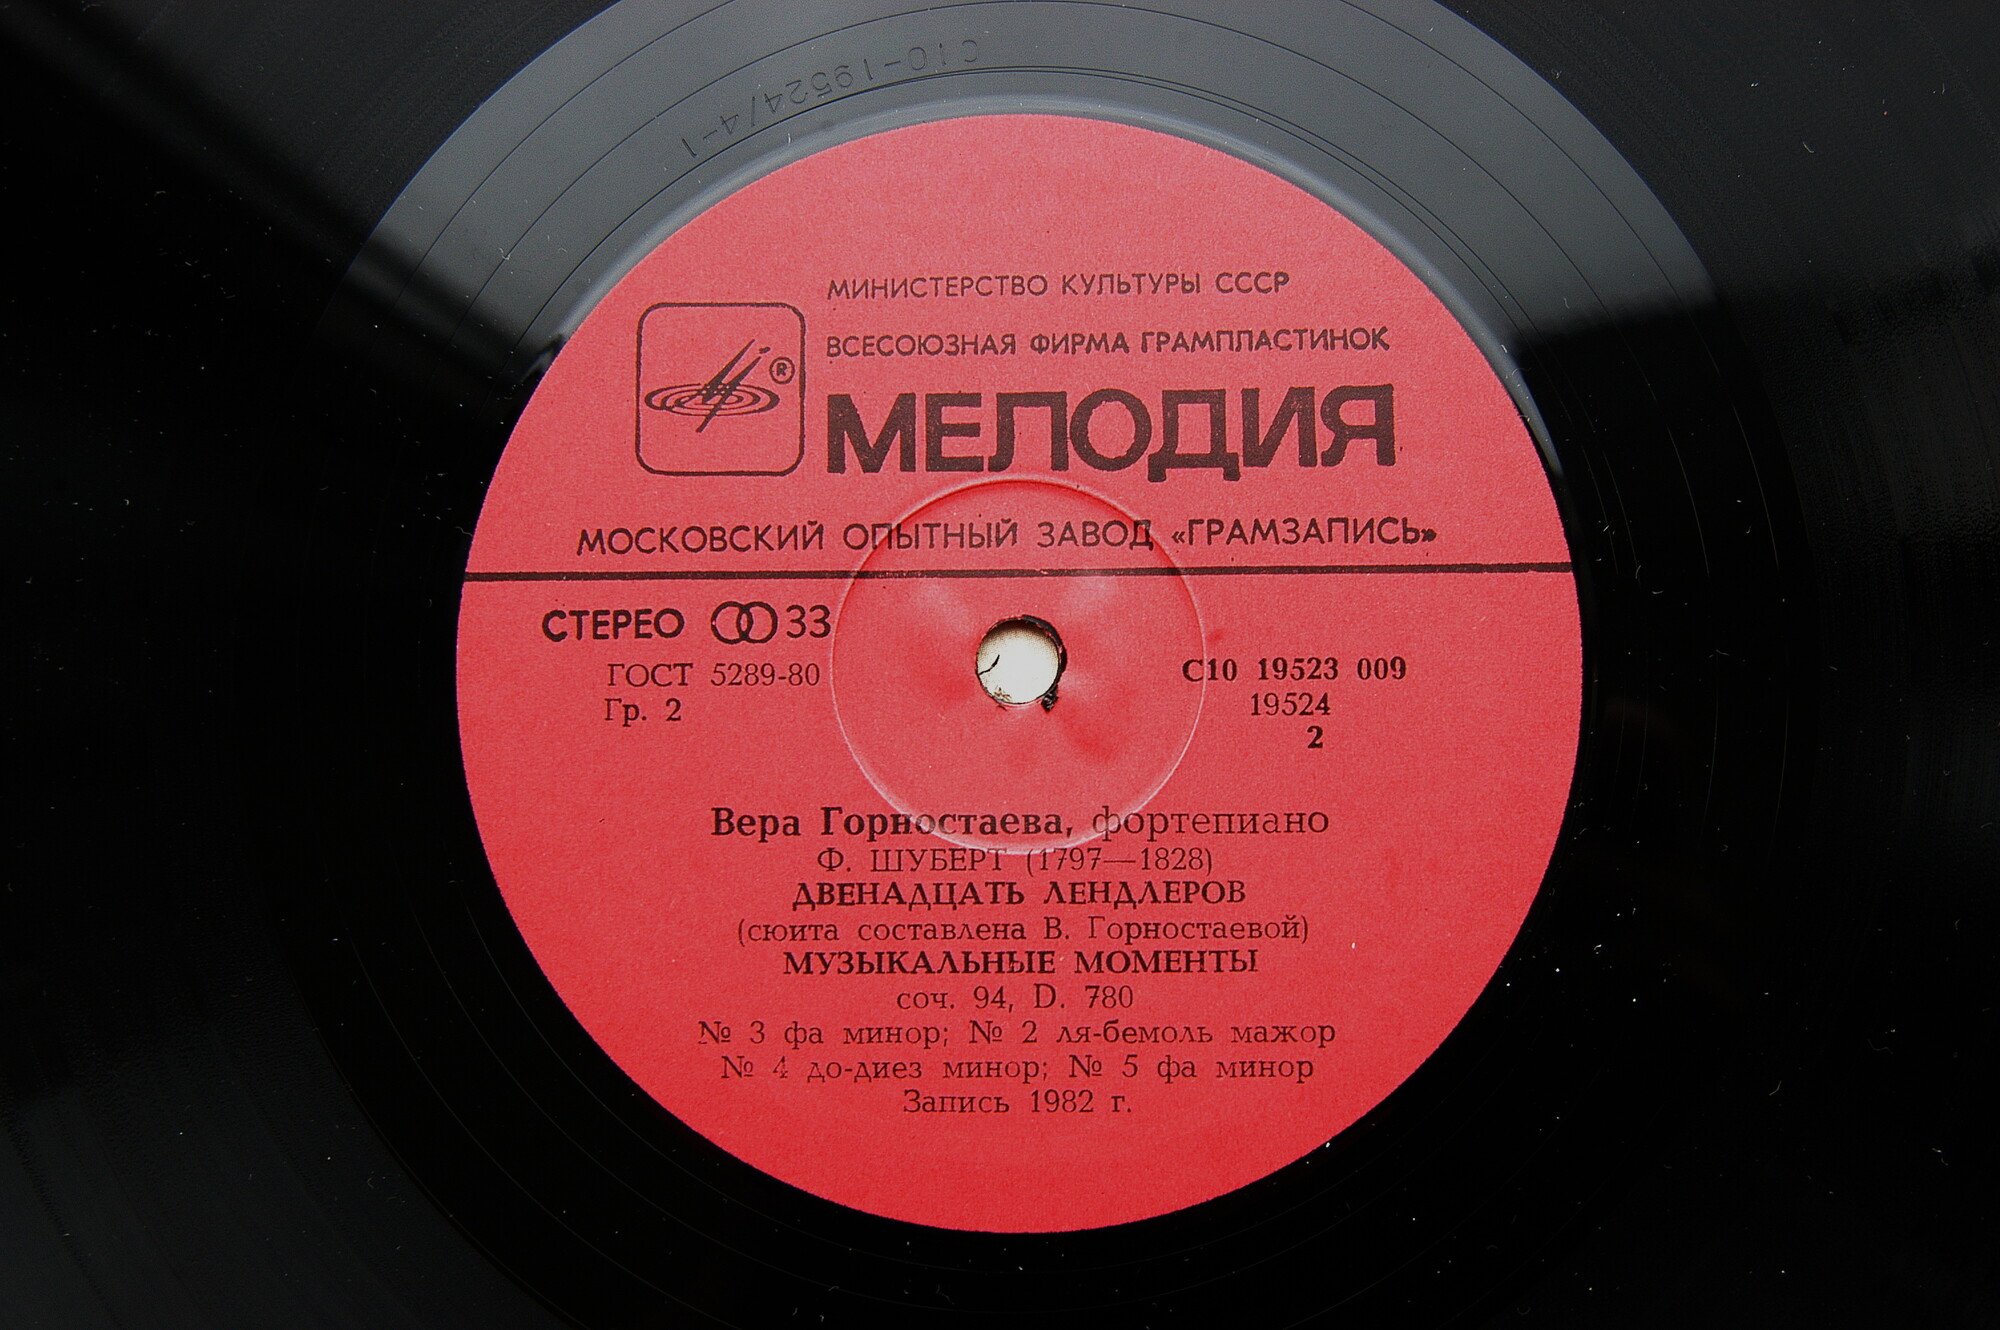 С10-19524/4-1
МИНИСТЕРСТВО КУЛЬТУРЫ СССР
ВСЕСОЮЗНАЯ ФИРМА ГРАМПЛАСТИНОК
®
МЕЛОДИЯ
МОСКОВСКИЙ ОПЫТНЫЙ ЗАВОД «ГРАМЗАПИСЬ»
СТЕРЕО 33
ГОСТ 5289-80
Гр. 2
С10 19523 009
19524
2
Вера Горностаева, фортепиано
Ф. ШУБЕРТ (1797—1828)
ДВЕНАДЦАТЬ ЛЕНДЛЕРОВ
(сюита составлена В. Горностаевой)
МУЗЫКАЛЬНЫЕ МОМЕНТЫ
соч. 94, D. 780
№ 3 фа минор; № 2 ля-бемоль мажор
№ 4 до-диез минор; № 5 фа минор
Запись 1982 г.